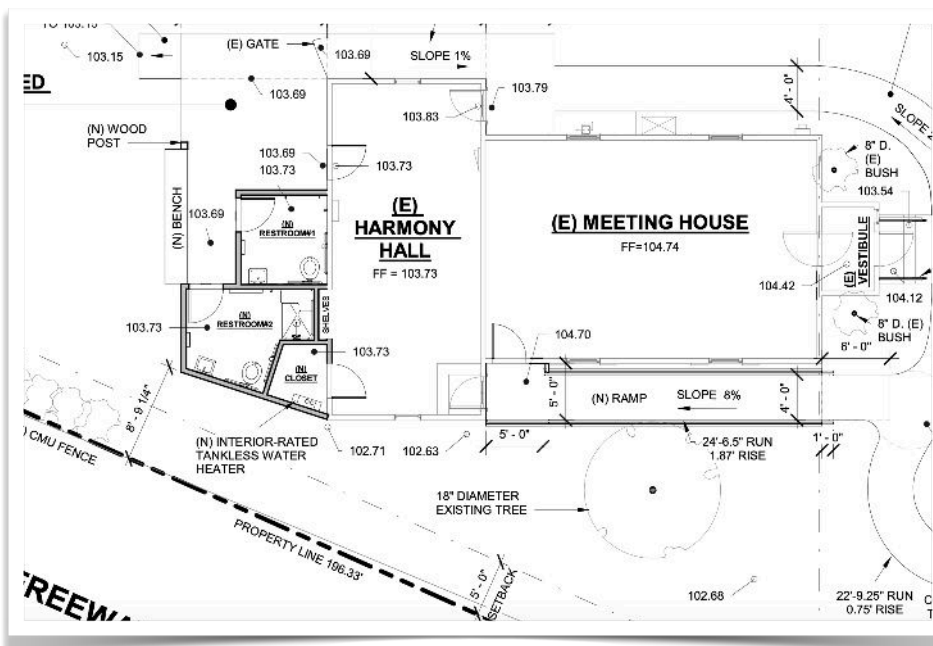 TO 103.15
103.15
(E) GATE
103.69
SLOPE 1%
ED
103.69
103.79
4' - 0"
SLOPE 2
103.83
(N) WOOD
POST
103.69
103.73
103.73
8" D.
(E)
BUSH
103.54
(N) BENCH
103.69
(N)
RESTROOM#1
(E)
HARMONY
HALL
FF = 103.73
(E) MEETING HOUSE
FF=104.74
(E)
VESTIBULE
104.42
104.12
103.73
(N)
RESTROOM#2
SHELVES
104.70
8" D. (E)
BUSH
6' - 0"
103.73
(N)
CLOSET
5' - 0"
(N) RAMP
SLOPE 8%
4' - 0"
8' - 9 1/4"
CMU FENCE
(N) INTERIOR-RATED
TANKLESS WATER
HEATER
102.71
102.63
5' - 0"
24'-6.5" RUN
1.87' RISE
1' - 0"
18" DIAMETER
EXISTING TREE
PROPERTY LINE 196.33'
5' - 0"
SETBACK
102.68
22'-9.25" RUN
0.75' RISE
C
T
FREEWA